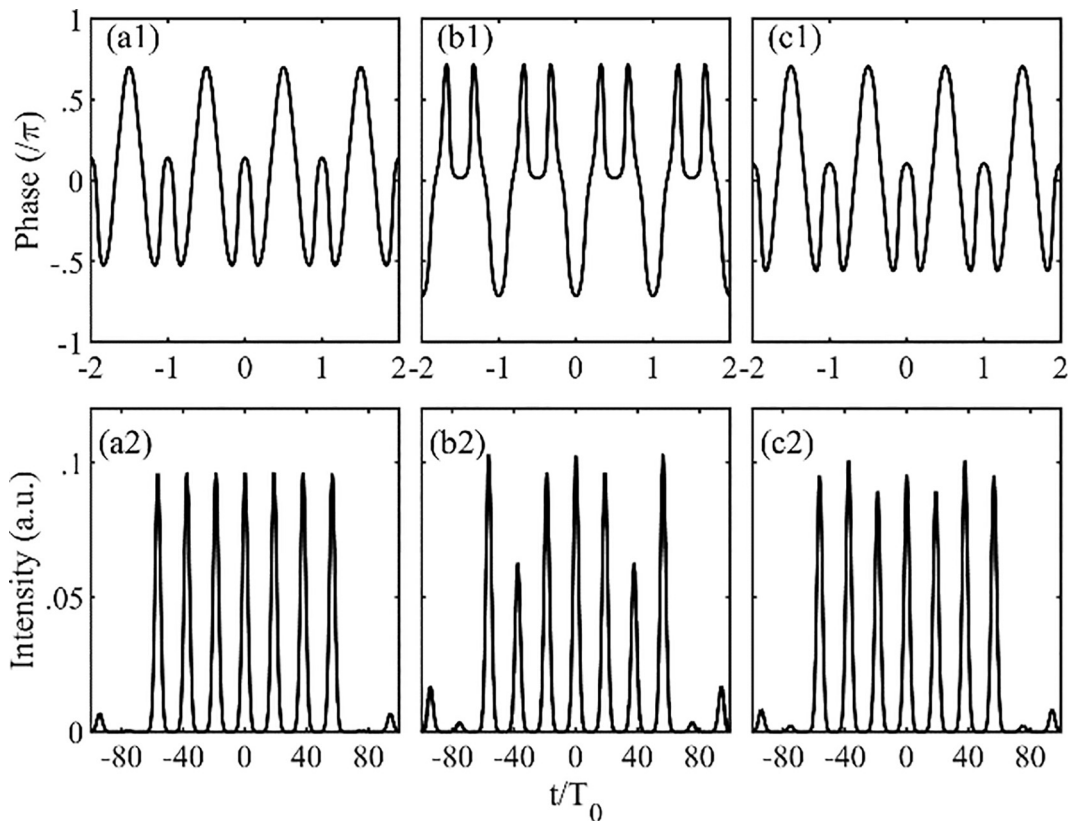 (a1) (b1) (c1)
Phase (/π)
1
.5
0
-.5
-1
-2 -1 0 1 2 -2 -1 0 1 2 -2 -1 0 1 2
(a2) (b2) (c2)
Intensity (a.u.)
.1
.05
0
-80 -40 0 40 80 -80 -40 0 40 80 -80 -40 0 40 80
t/T₀